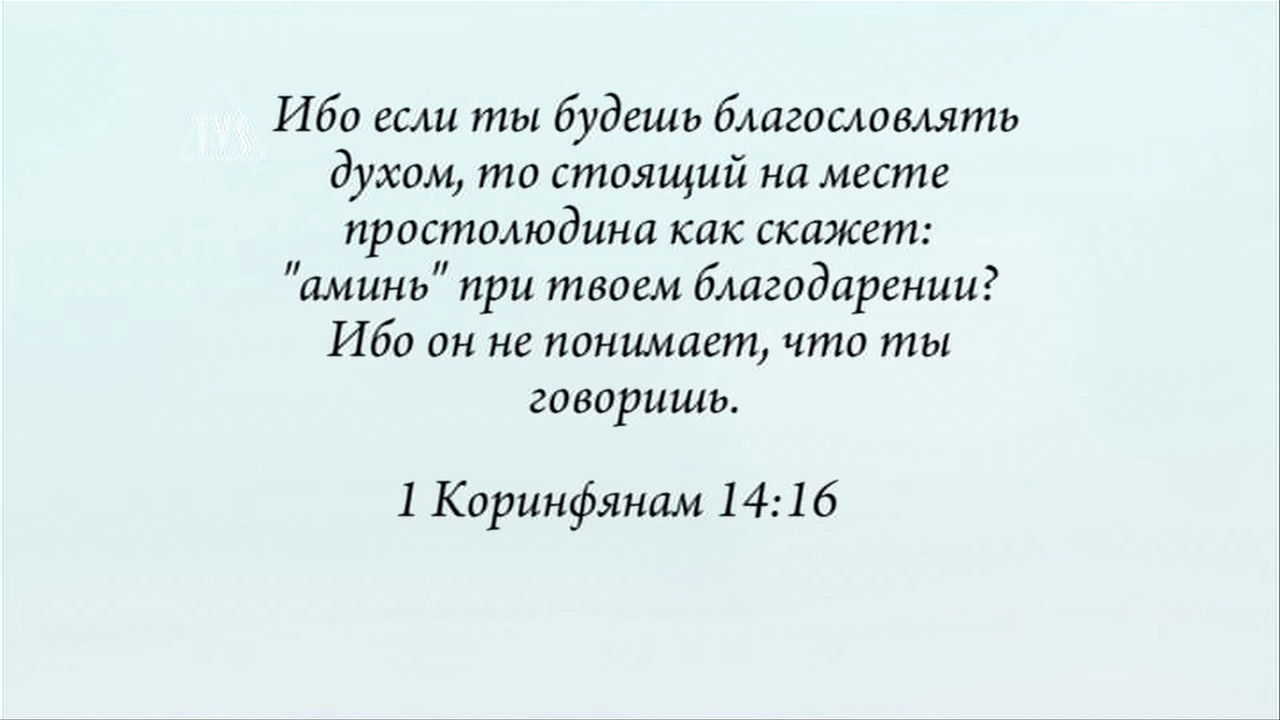 Ибо если ты будешь благословлять
духом, то стоящий на месте
простолюдина как скажет:
"аминь" при твоем благодарении?
Ибо он не понимает, что ты
говоришь.
1 Коринфянам 14:16